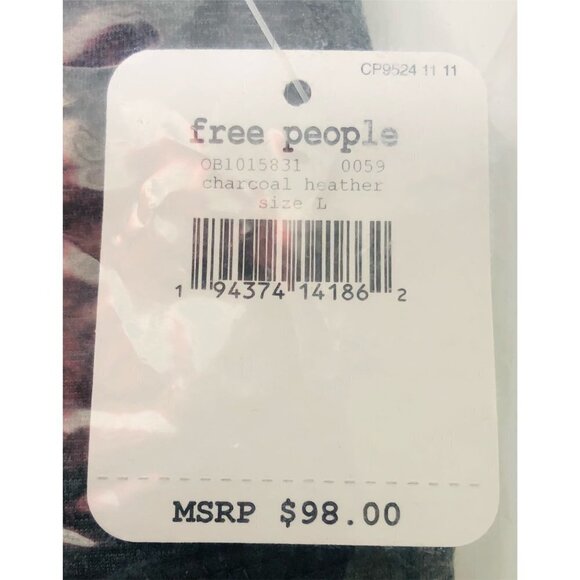 CP9524 11 11
free people
OB1015831 0059
charcoal heather
size L
1 94374 14186 2
MSRP $98.00